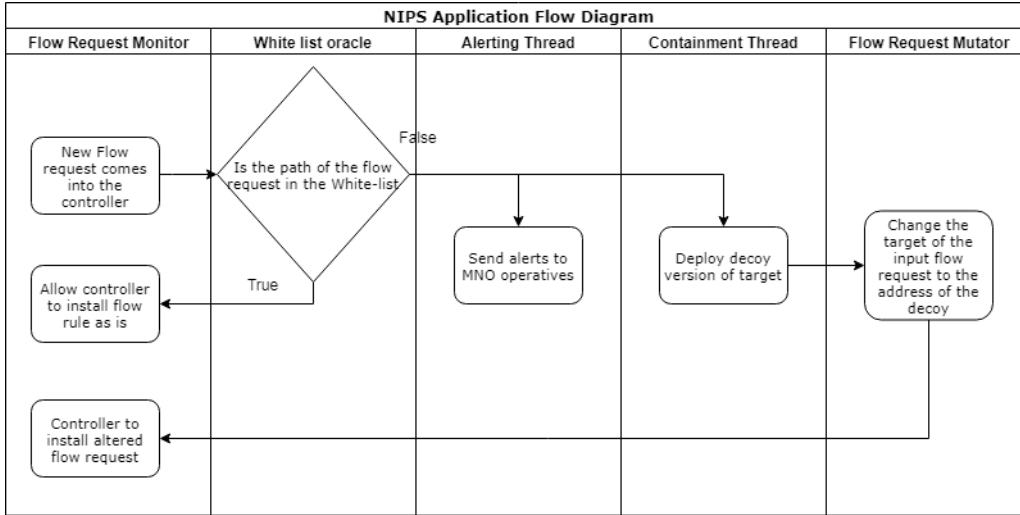 NIPS Application Flow Diagram
Flow Request Monitor
White list oracle
Alerting Thread
Containment Thread
Flow Request Mutator
New Flow
request comes
into the
controller
Is the path of the flow
request in the White-list
False
True
Send alerts to
MNO operatives
Deploy decoy
version of target
Change the
target of the
input flow
request to the
address of the
decoy
Allow controller
to install flow
rule as is
Controller to
install altered
flow request